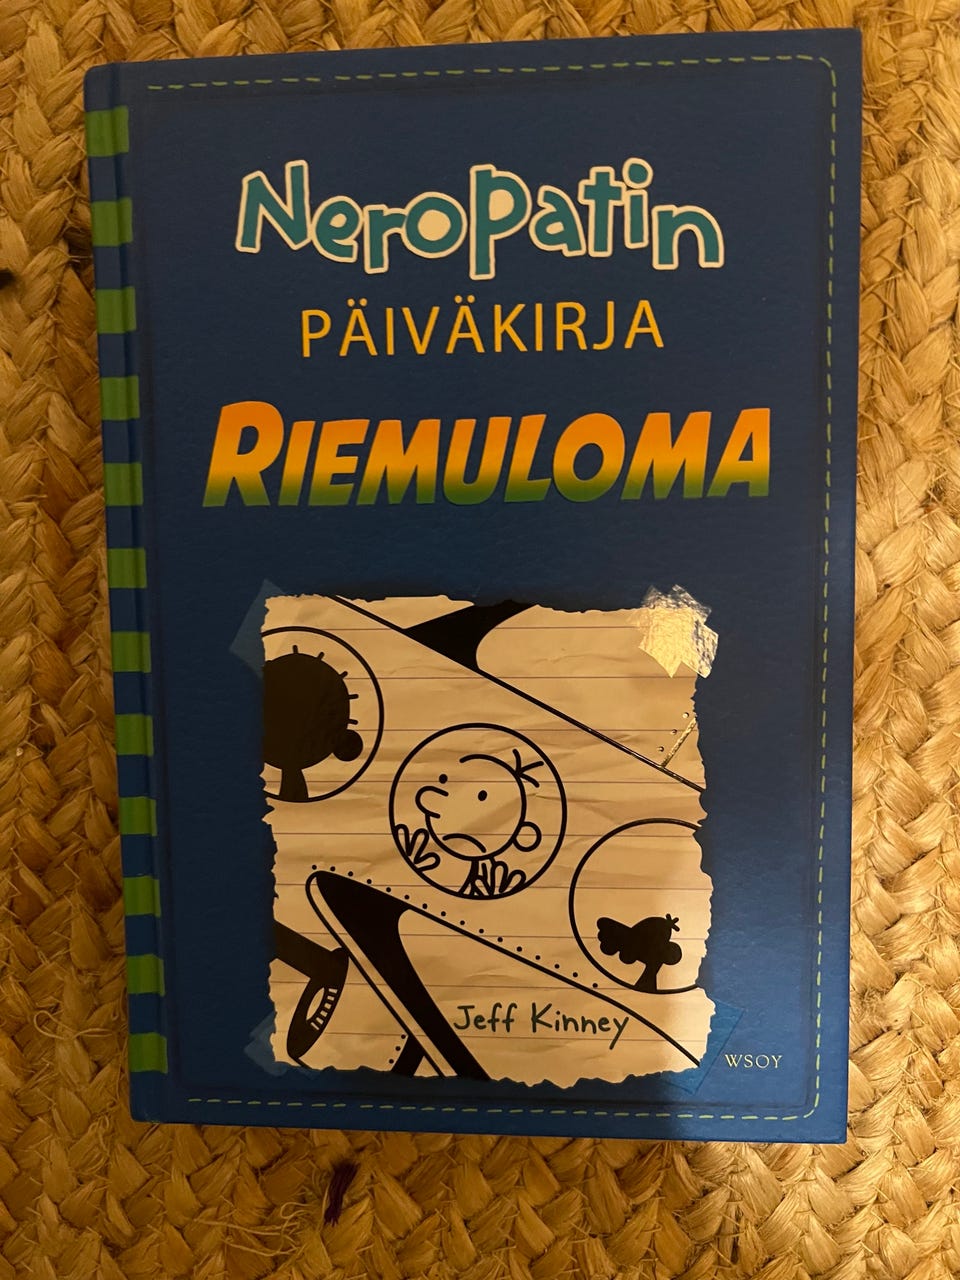 Neropatin
PÄIVÄKIRJA
RIEMULOMA
Jeff Kinney
WSOY